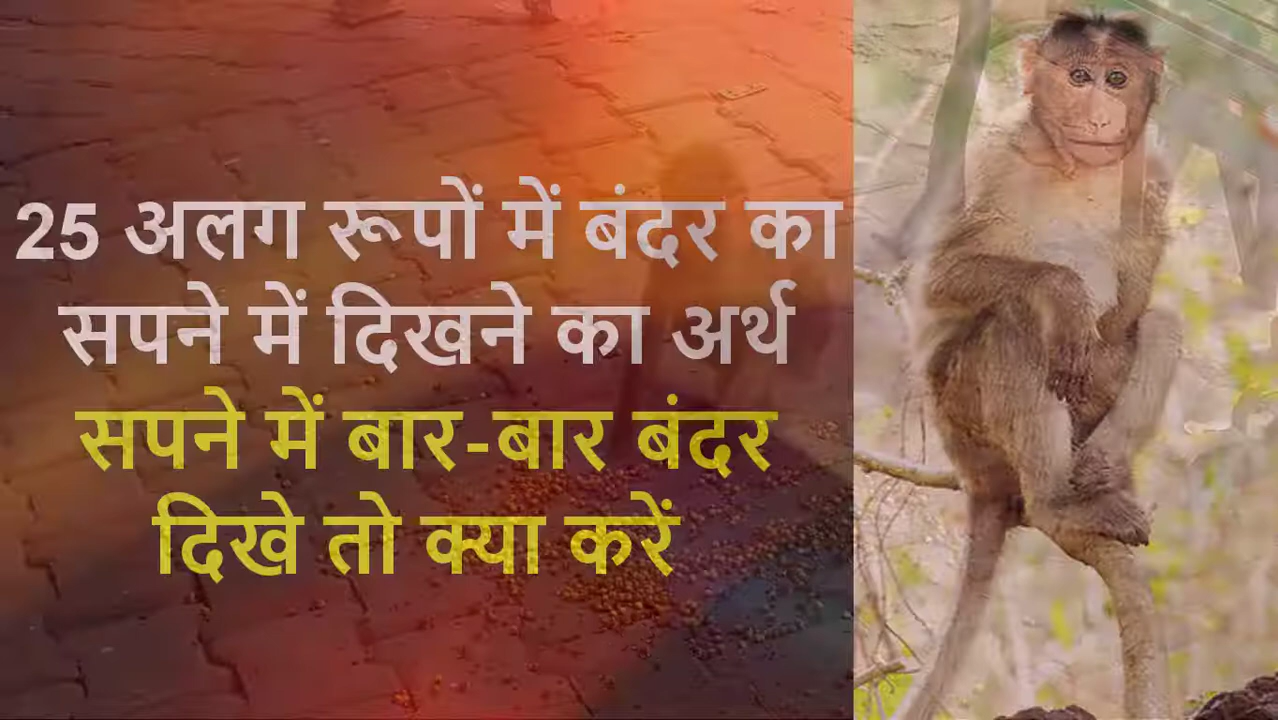 25 अलग रूपों में बंदर का
सपने में दिखने का अर्थ
सपने में बार-बार बंदर
दिखे तो क्या करें